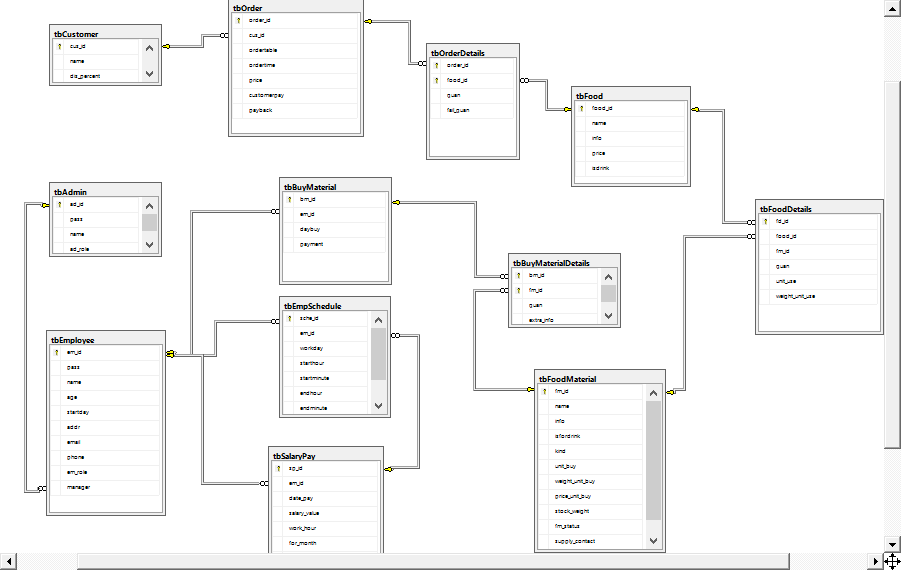 tbOrder
order_id
cus_id
ordertable
ordertime
price
customerpay
payback
tbCustomer
cus_id
name
dis_percent
tbOrderDetails
order_id
food_id
quan
fail_quan
tbFood
food_id
name
info
price
isdrink
tbAdmin
ad_id
pass
name
ad_role
tbBuyMaterial
bm_id
em_id
daybuy
payment
tbFoodDetails
fd_id
food_id
fm_id
quan
unit_use
weight_unit_use
tbBuyMaterialDetails
bm_id
fm_id
quan
extra_info
tbEmpSchedule
sche_id
em_id
workday
starthour
startminute
endhour
endminute
tbEmployee
em_id
pass
name
age
startday
addr
email
phone
em_role
manager
tbFoodMaterial
fm_id
name
info
isfordrink
kind
unit_buy
weight_unit_buy
price_unit_buy
stock_weight
fm_status
supply_contact
tbSalaryPay
sp_id
em_id
date_pay
salary_value
work_hour
for_month